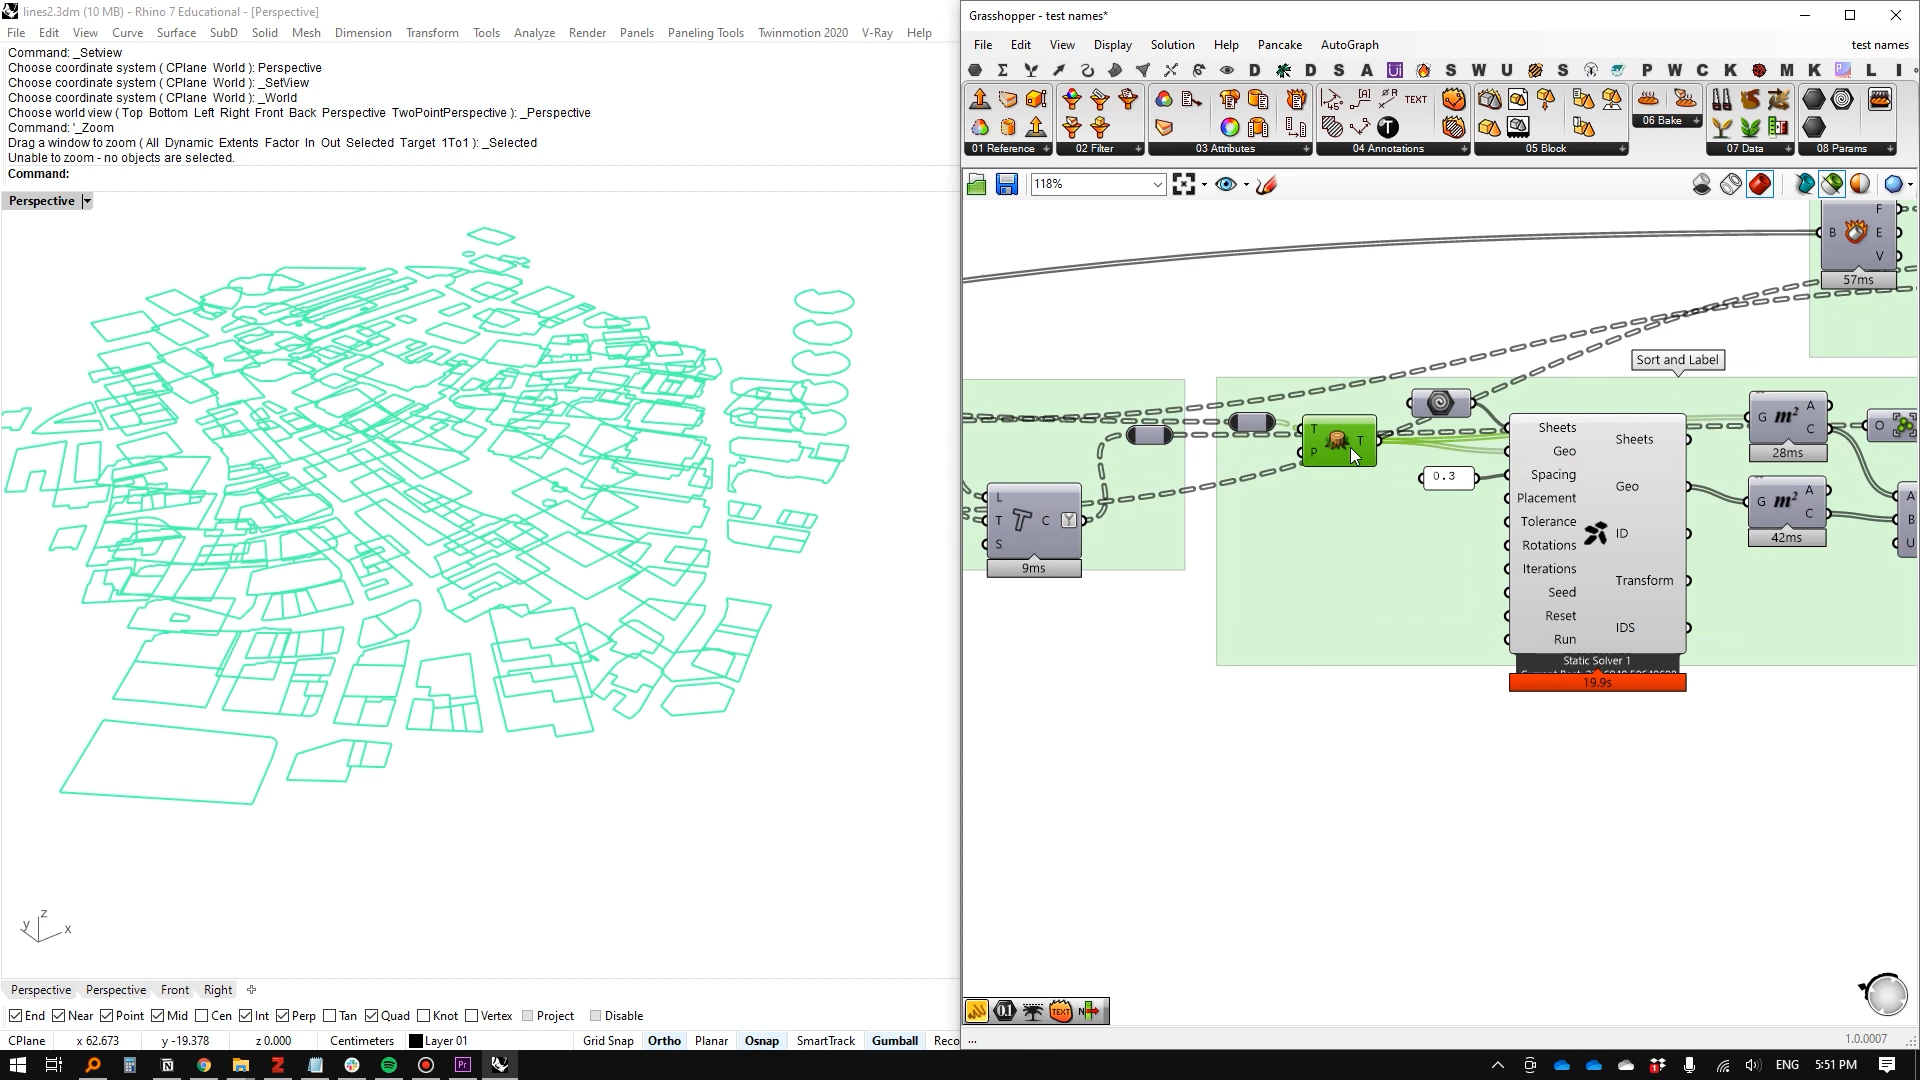 lines2.3dm (10 MB) - Rhino 7 Educational - [Perspective]
File Edit View Curve Surface SubD Solid Mesh Dimension Transform Tools Analyze Render Panels Paneling Tools Twinmotion 2020 V-Ray Help
Command: _Setview
Choose coordinate system ( CPlane World ): Perspective
Choose coordinate system ( CPlane World ): _SetView
Choose coordinate system ( CPlane World ): _World
Choose world view ( Top Bottom Left Right Front Back Perspective TwoPointPerspective ): _Perspective
Command: '_Zoom
Drag a window to zoom ( All Dynamic Extents Factor In Out Selected Target 1To1 ): _Selected
Unable to zoom - no objects are selected.
Command:
Perspective
z
y
x
Perspective Perspective Front Right
End Near Point Mid Cen Int Perp Tan Quad Knot Vertex Project Disable
CPlane x 62.673 y -19.378 z 0.000 Centimeters Layer 01 Grid Snap Ortho Planar Osnap SmartTrack Gumball Reco
Grasshopper - test names*
File Edit View Display Solution Help Pancake AutoGraph test names
D D S A S W U S P W C K M K L I
TEXT
T
01 Reference 02 Filter 03 Attributes 04 Annotations 05 Block 06 Bake 07 Data 08 Params
118%
F
B E
V
57ms
Sort and Label
T T
P
0.3
L
T C
S
9ms
Sheets
Geo
Spacing
Placement
Tolerance
Rotations
Iterations
Seed
Reset
Run
Sheets
Geo
ID
Transform
IDS
Static Solver 1
19.9s
G m² A
C
28ms
G m² A
C
42ms
O
A
B
U
TEXT
...
1.0.0007
Pr
ENG 5:51 PM